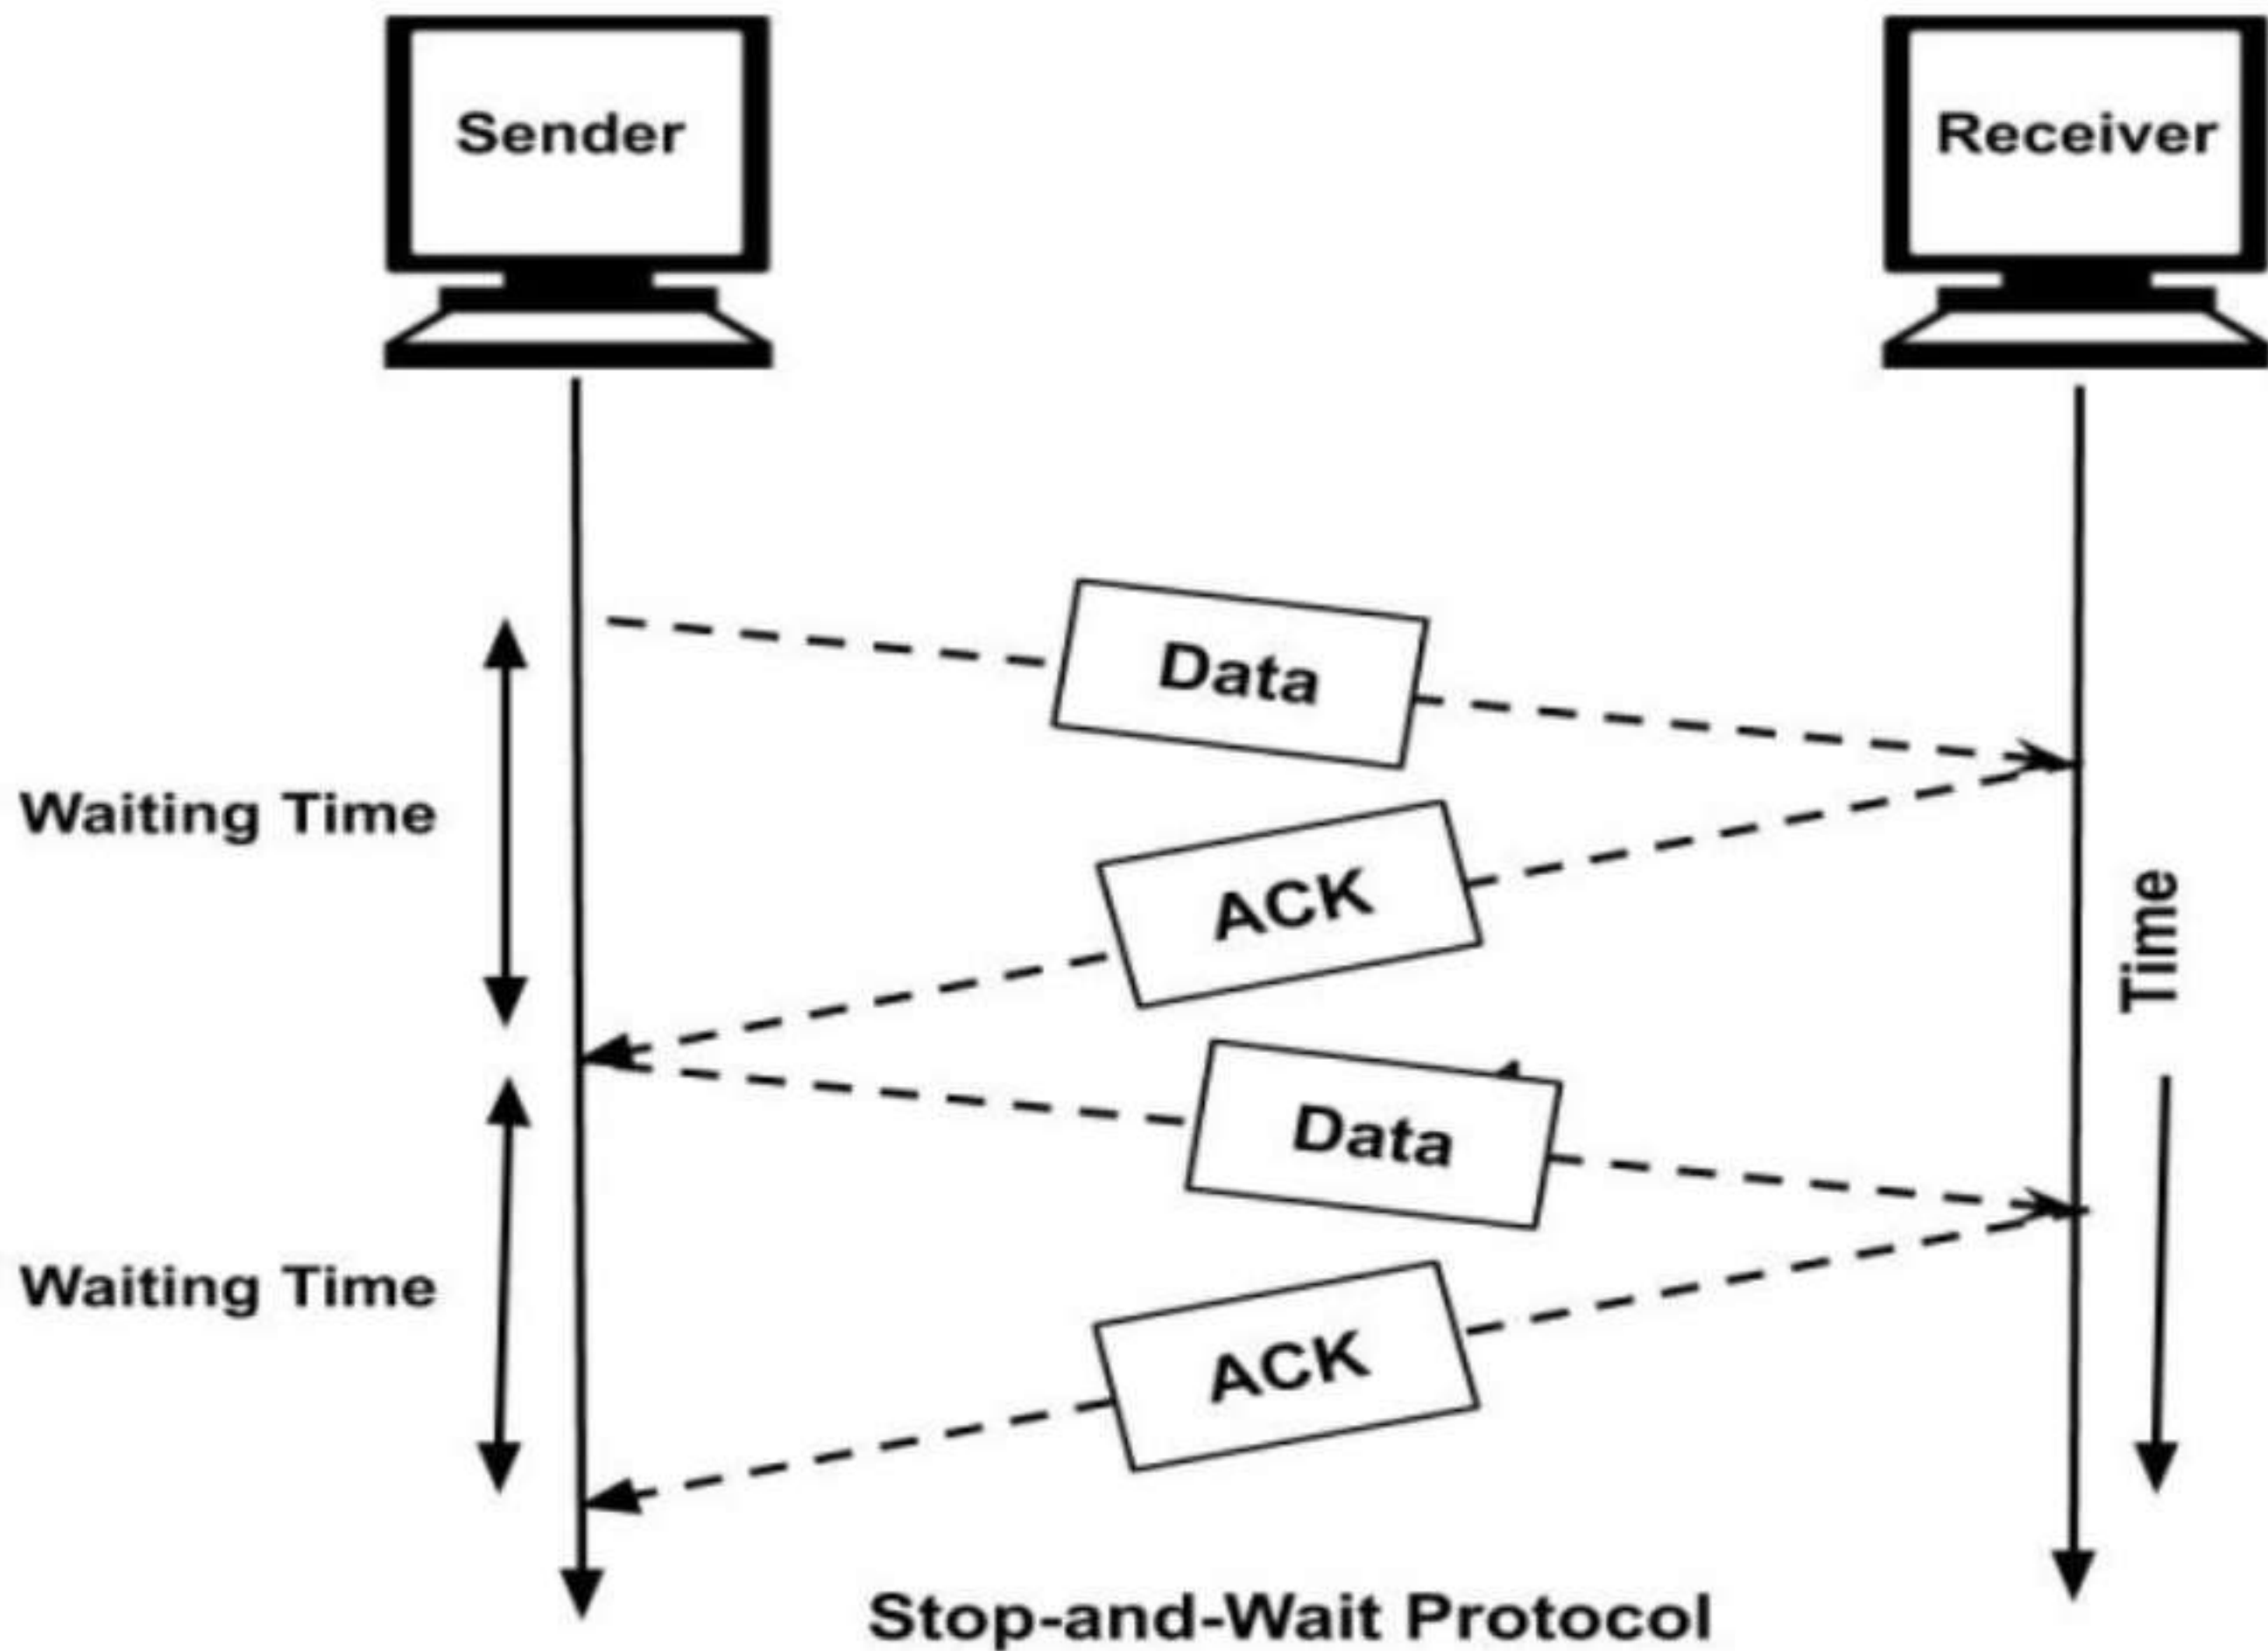 Sender
Receiver
Data
Waiting Time
ACK
Time
Data
Waiting Time
ACK
Stop-and-Wait Protocol